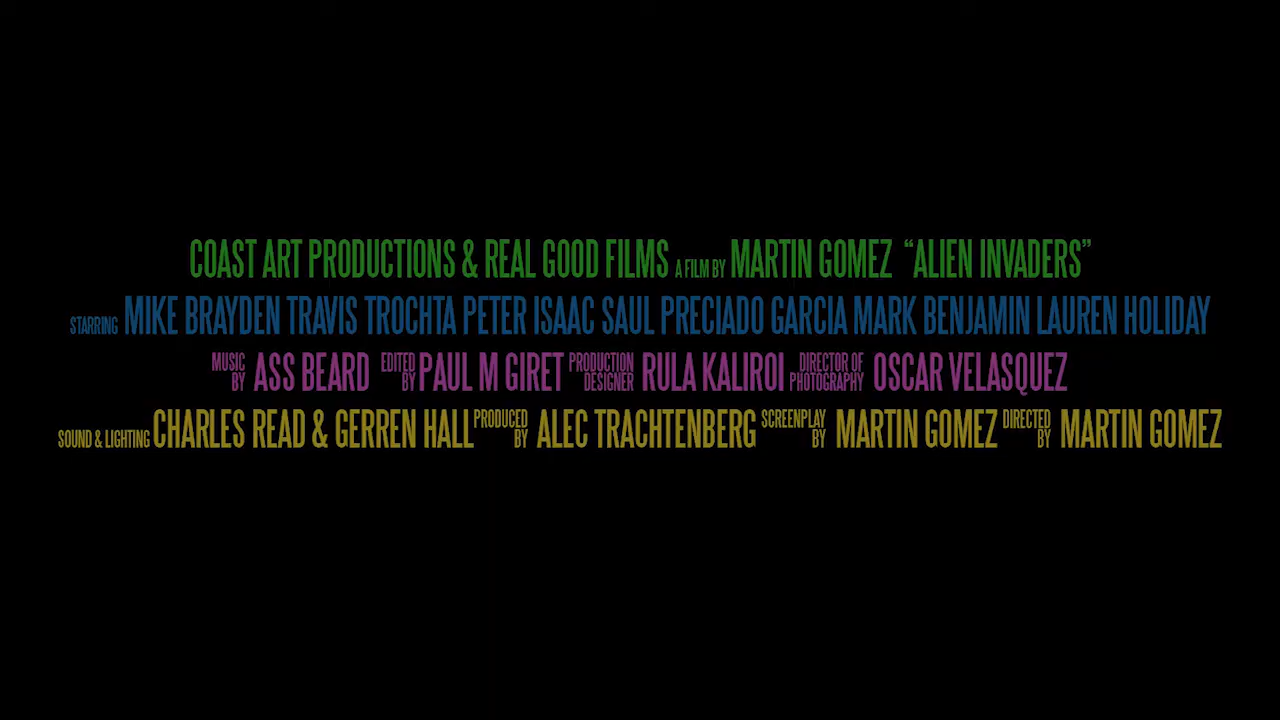 COAST ART PRODUCTIONS & REAL GOOD FILMS A FILM BY MARTIN GOMEZ “ALIEN INVADERS”
STARRING MIKE BRAYDEN TRAVIS TROCHTA PETER ISAAC SAUL PRECIADO GARCIA MARK BENJAMIN LAUREN HOLIDAY
MUSIC BY ASS BEARD EDITED BY PAUL M GIRET PRODUCTION DESIGNER RULA KALIROI DIRECTOR OF PHOTOGRAPHY OSCAR VELASQUEZ
SOUND & LIGHTING CHARLES READ & GERREN HALL PRODUCED BY ALEC TRACHTENBERG SCREENPLAY BY MARTIN GOMEZ DIRECTED BY MARTIN GOMEZ